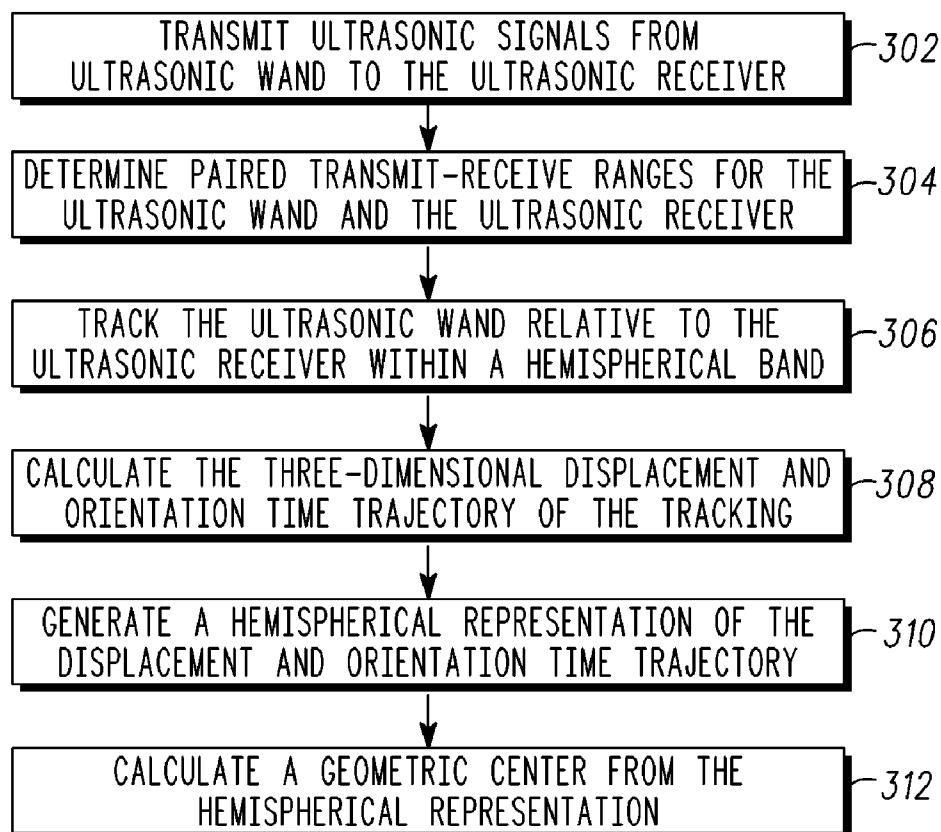 TRANSMIT ULTRASONIC SIGNALS FROM
ULTRASONIC WAND TO THE ULTRASONIC RECEIVER
302
DETERMINE PAIRED TRANSMIT-RECEIVE RANGES FOR THE
ULTRASONIC WAND AND THE ULTRASONIC RECEIVER
304
TRACK THE ULTRASONIC WAND RELATIVE TO THE
ULTRASONIC RECEIVER WITHIN A HEMISPHERICAL BAND
306
CALCULATE THE THREE-DIMENSIONAL DISPLACEMENT AND
ORIENTATION TIME TRAJECTORY OF THE TRACKING
308
GENERATE A HEMISPHERICAL REPRESENTATION OF THE
DISPLACEMENT AND ORIENTATION TIME TRAJECTORY
310
CALCULATE A GEOMETRIC CENTER FROM THE
HEMISPHERICAL REPRESENTATION
312